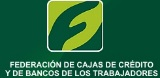 FEDERACIÓN DE CAJAS DE CRÉDITO
Y DE BANCOS DE LOS TRABAJADORES